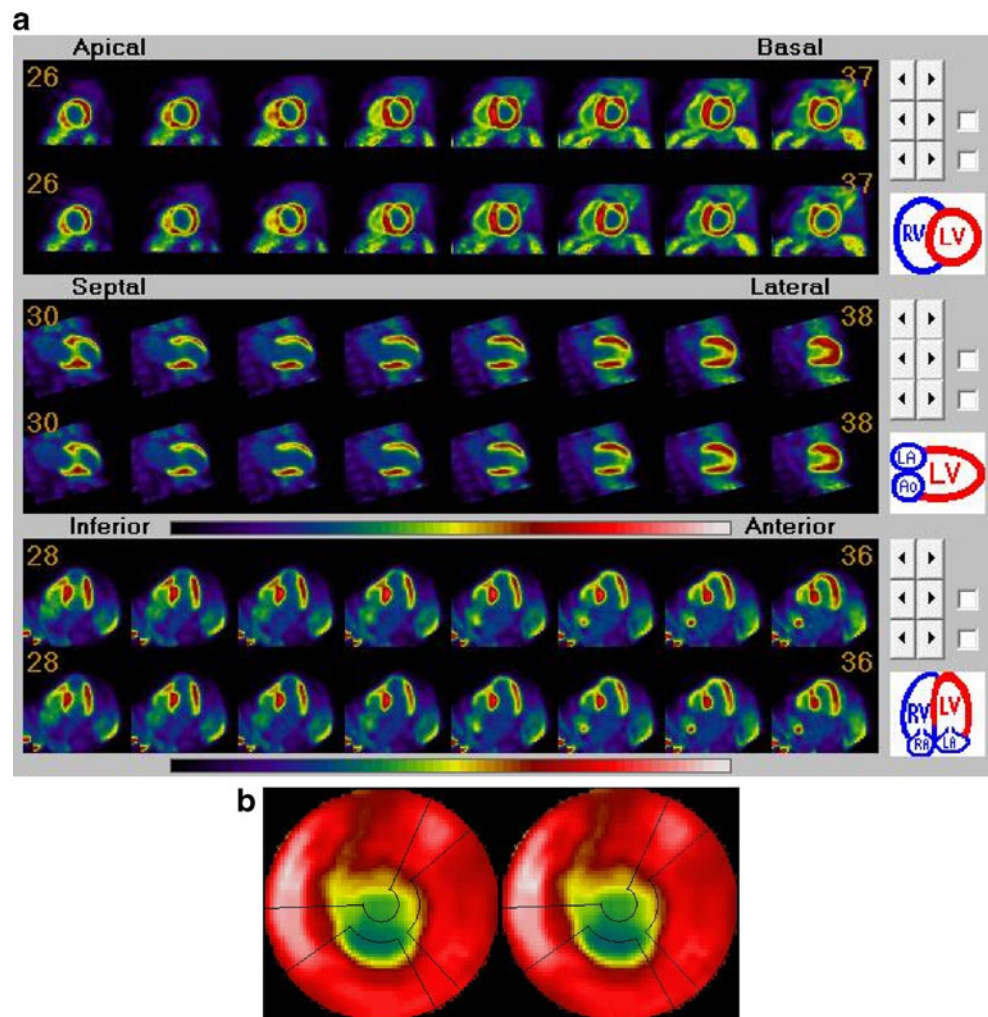 a
Apical Basal
26 37
26 37
RV LV
Septal Lateral
30 38
30 38
LA
Ao LV
Inferior Anterior
28 36
28 36
RV LV
RA LA
b